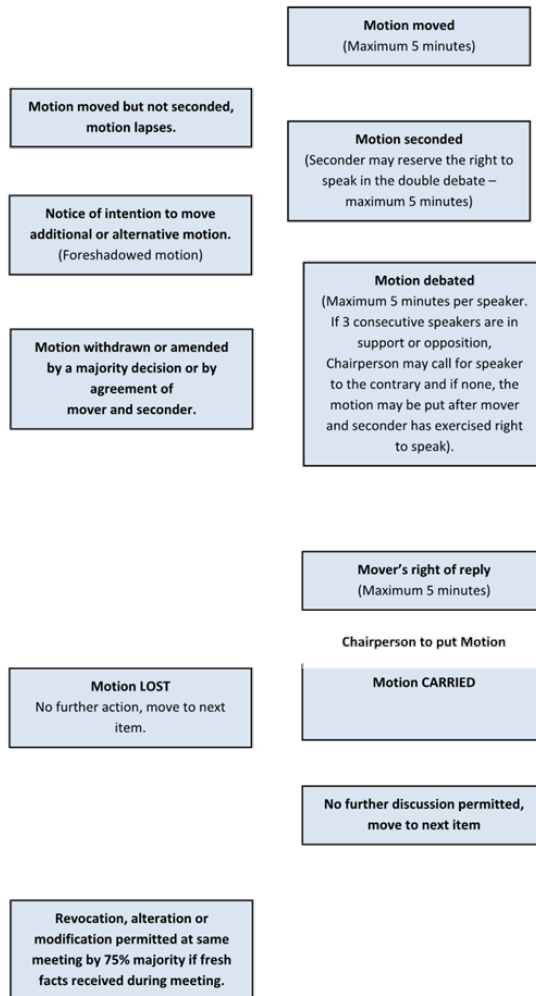 Motion moved
(Maximum 5 minutes)
Motion moved but not seconded,
motion lapses.
Motion seconded
(Seconder may reserve the right to
speak in the double debate –
maximum 5 minutes)
Notice of intention to move
additional or alternative motion.
(Foreshadowed motion)
Motion debated
(Maximum 5 minutes per speaker.
If 3 consecutive speakers are in
support or opposition,
Chairperson may call for speaker
to the contrary and if none, the
motion may be put after mover
and seconder has exercised right
to speak).
Motion withdrawn or amended
by a majority decision or by
agreement of
mover and seconder.
Mover’s right of reply
(Maximum 5 minutes)
Chairperson to put Motion
Motion LOST
No further action, move to next
item.
Motion CARRIED
No further discussion permitted,
move to next item
Revocation, alteration or
modification permitted at same
meeting by 75% majority if fresh
facts received during meeting.